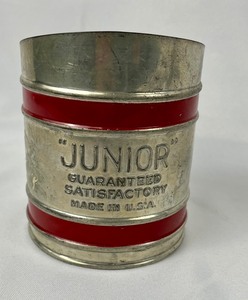 "JUNIOR"
GUARANTEED
SATISFACTORY
MADE IN U.S.A.